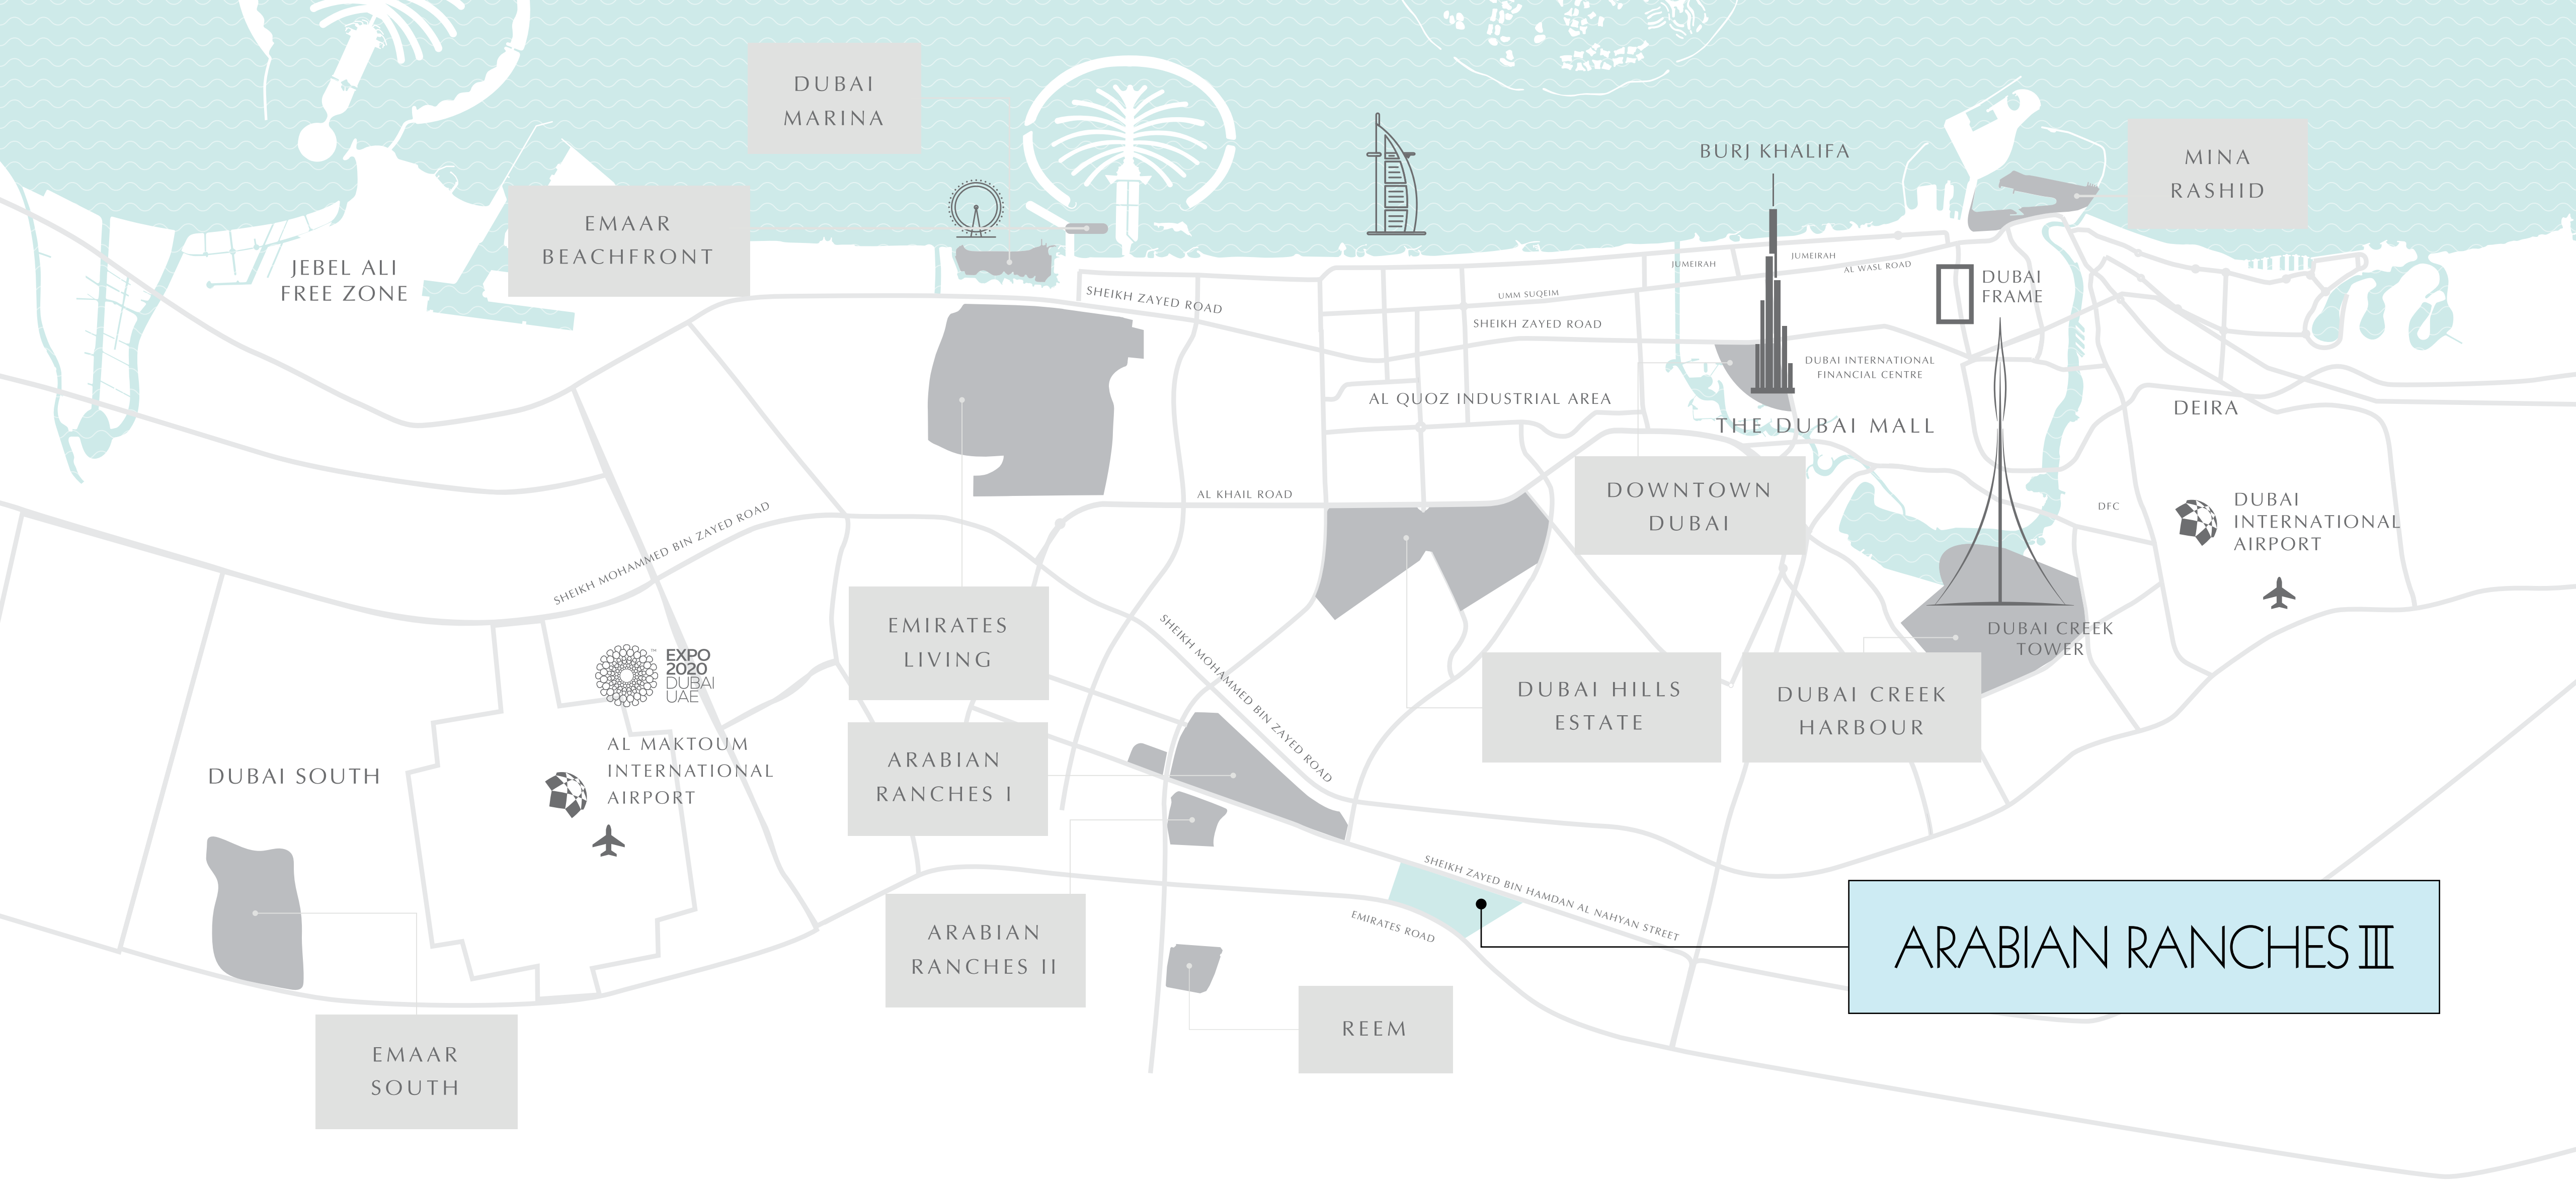 DUBAI
MARINA
EMAAR
BEACHFRONT
JEBEL ALI
FREE ZONE
BURJ KHALIFA
MINA
RASHID
JUMEIRAH
JUMEIRAH
AL WASL ROAD
DUBAI
FRAME
SHEIKH ZAYED ROAD
UMM SUQEIM
SHEIKH ZAYED ROAD
DUBAI INTERNATIONAL
FINANCIAL CENTRE
AL QUOZ INDUSTRIAL AREA
THE DUBAI MALL
DEIRA
DOWNTOWN
DUBAI
AL KHAIL ROAD
DFC
DUBAI
INTERNATIONAL
AIRPORT
SHEIKH MOHAMMED BIN ZAYED ROAD
EMIRATES
LIVING
SHEIKH MOHAMMED BIN ZAYED ROAD
DUBAI CREEK
TOWER
EXPO
2020
DUBAI
UAE
™
DUBAI HILLS
ESTATE
DUBAI CREEK
HARBOUR
AL MAKTOUM
INTERNATIONAL
AIRPORT
DUBAI SOUTH
ARABIAN
RANCHES I
SHEIKH ZAYED BIN HAMDAN AL NAHYAN STREET
EMIRATES ROAD
ARABIAN
RANCHES II
ARABIAN RANCHES III
REEM
EMAAR
SOUTH